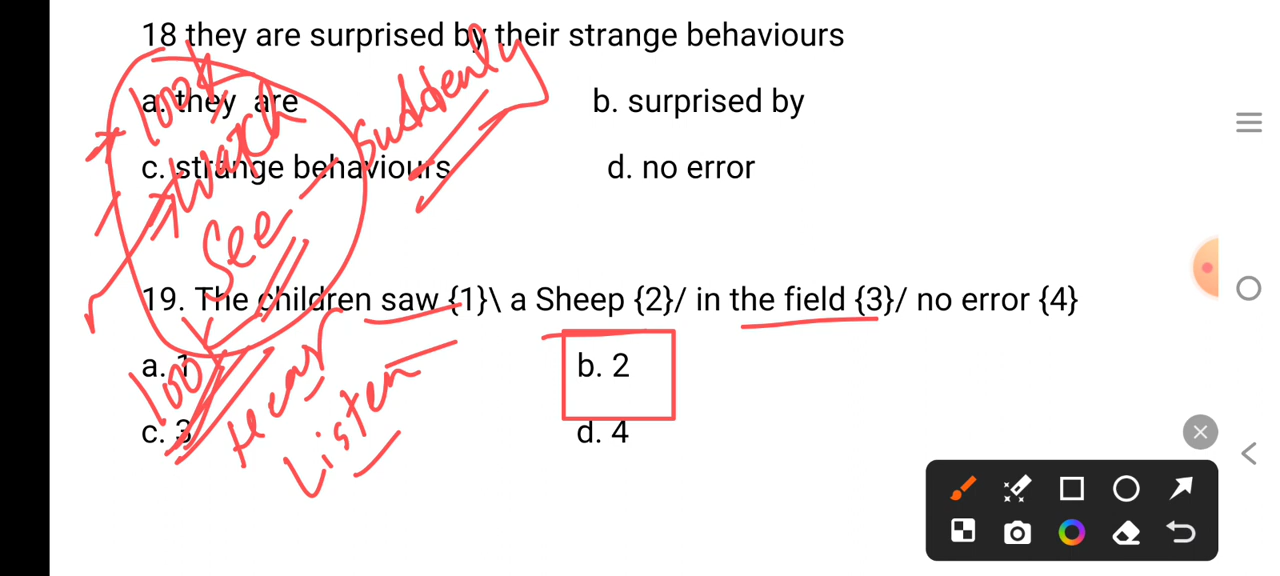 18 they are surprised by their strange behaviours
a. they are
b. surprised by
c. strange behaviours
d. no error
look
watch
see - suddenly
19. The children saw {1}\ a Sheep {2}/ in the field {3}/ no error {4}
a. 1
b. 2
c. 3
d. 4
look
Hear
Listen